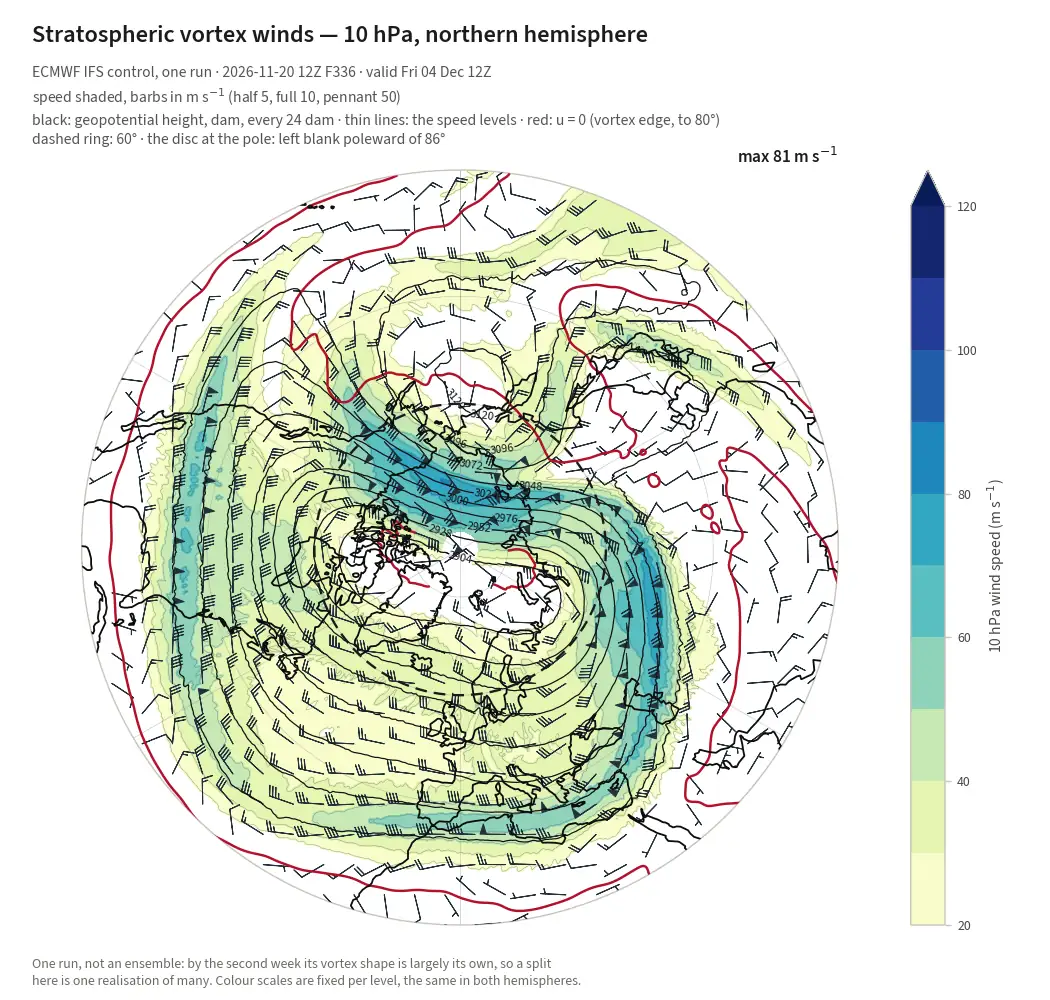 Stratospheric vortex winds — 10 hPa, northern hemisphere
ECMWF IFS control, one run · 2026-11-20 12Z F336 · valid Fri 04 Dec 12Z
speed shaded, barbs in m s⁻¹ (half 5, full 10, pennant 50)
black: geopotential height, dam, every 24 dam · thin lines: the speed levels · red: u = 0 (vortex edge, to 80°)
dashed ring: 60° · the disc at the pole: left blank poleward of 86°
max 81 m s⁻¹
120
100
80
60
40
20
10 hPa wind speed (m s⁻¹)
3120
3096
3072
3048
3000
2976
2952
2904
One run, not an ensemble: by the second week its vortex shape is largely its own, so a split
here is one realisation of many. Colour scales are fixed per level, the same in both hemispheres.